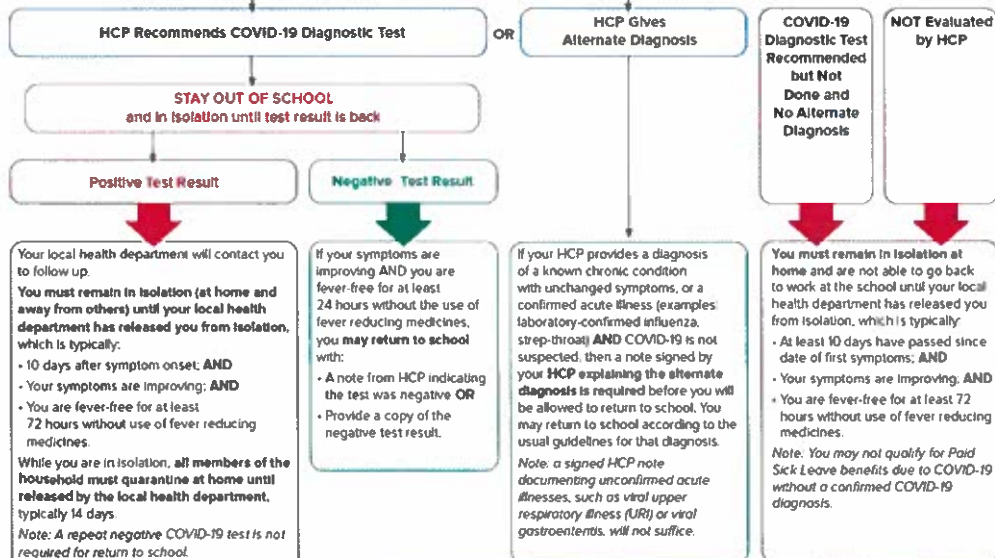 HCP Recommends COVID-19 Diagnostic Test
OR
HCP Gives
Alternate Diagnosis
COVID-19
Diagnostic Test
Recommended
but Not
Done and
No Alternate
Diagnosis
NOT Evaluated
by HCP
STAY OUT OF SCHOOL
and in isolation until test result is back
Positive Test Result
Negative Test Result
Your local health department will contact you
to follow up.
You must remain in isolation (at home and
away from others) until your local health
department has released you from isolation,
which is typically:
• 10 days after symptom onset; AND
• Your symptoms are improving; AND
• You are fever-free for at least
72 hours without use of fever reducing
medicines.
While you are in isolation, all members of the
household must quarantine at home until
released by the local health department,
typically 14 days.
Note: A repeat negative COVID-19 test is not
required for return to school.
If your symptoms are
improving AND you are
fever-free for at least
24 hours without the use of
fever reducing medicines,
you may return to school
with:
• A note from HCP indicating
the test was negative OR
• Provide a copy of the
negative test result.
If your HCP provides a diagnosis
of a known chronic condition
with unchanged symptoms, or a
confirmed acute illness (examples:
laboratory-confirmed influenza,
strep-throat) AND COVID-19 is not
suspected, then a note signed by
your HCP explaining the alternate
diagnosis is required before you will
be allowed to return to school. You
may return to school according to the
usual guidelines for that diagnosis.
Note: a signed HCP note
documenting unconfirmed acute
illnesses, such as viral upper
respiratory illness (URI) or viral
gastroenteritis, will not suffice.
You must remain in isolation at
home and are not able to go back
to work at the school until your local
health department has released you
from isolation, which is typically:
• At least 10 days have passed since
date of first symptoms; AND
• Your symptoms are improving; AND
• You are fever-free for at least 72
hours without use of fever reducing
medicines.
Note: You may not qualify for Paid
Sick Leave benefits due to COVID-19
without a confirmed COVID-19
diagnosis.